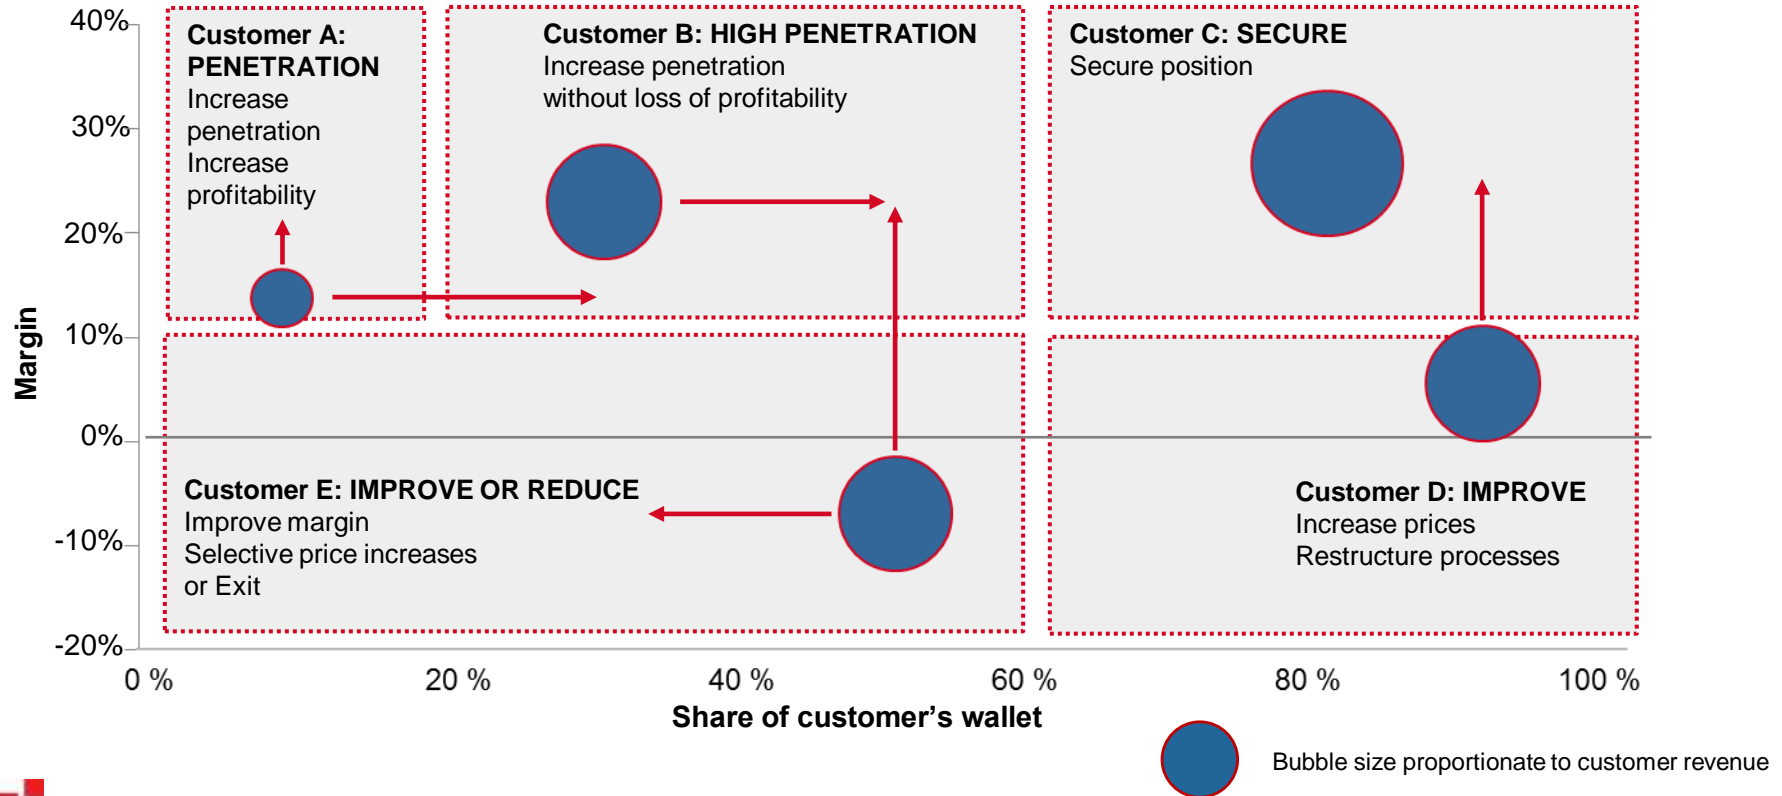 40%
30%
20%
10%
0%
-10%
-20%
Margin
Customer A:
PENETRATION
Increase
penetration
Increase
profitability
Customer B: HIGH PENETRATION
Increase penetration
without loss of profitability
Customer C: SECURE
Secure position
Customer E: IMPROVE OR REDUCE
Improve margin
Selective price increases
or Exit
Customer D: IMPROVE
Increase prices
Restructure processes
0 % 20 % 40 % 60 % 80 % 100 %
Share of customer’s wallet
Bubble size proportionate to customer revenue